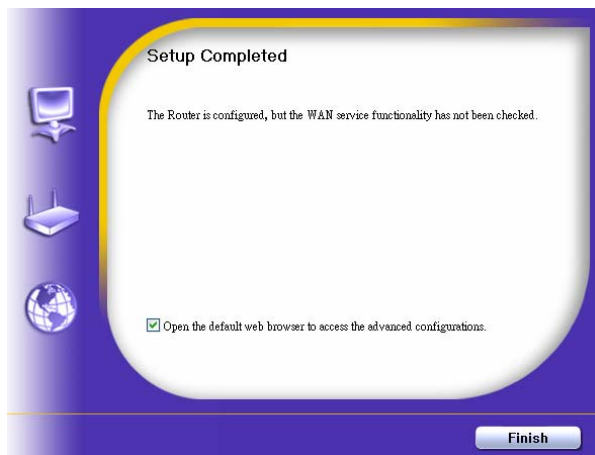 Setup Completed
The Router is configured, but the WAN service functionality has not been checked.
Open the default web browser to access the advanced configurations.
Finish